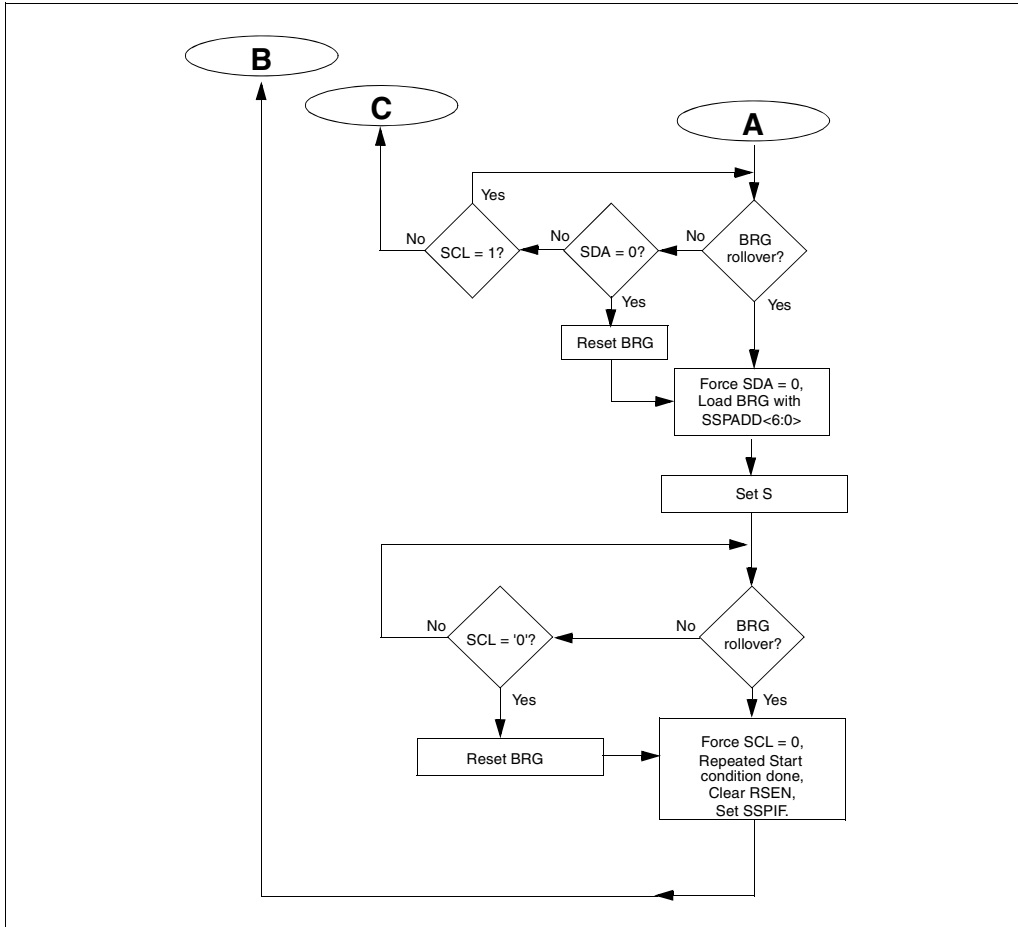 B
C
A
Yes
No
SCL = 1?
No
SDA = 0?
No
BRG
rollover?
Yes
Yes
Reset BRG
Force SDA = 0,
Load BRG with
SSPADD<6:0>
Set S
No
SCL = '0'?
No
BRG
rollover?
Yes
Yes
Reset BRG
Force SCL = 0,
Repeated Start
condition done,
Clear RSEN,
Set SSPIF.